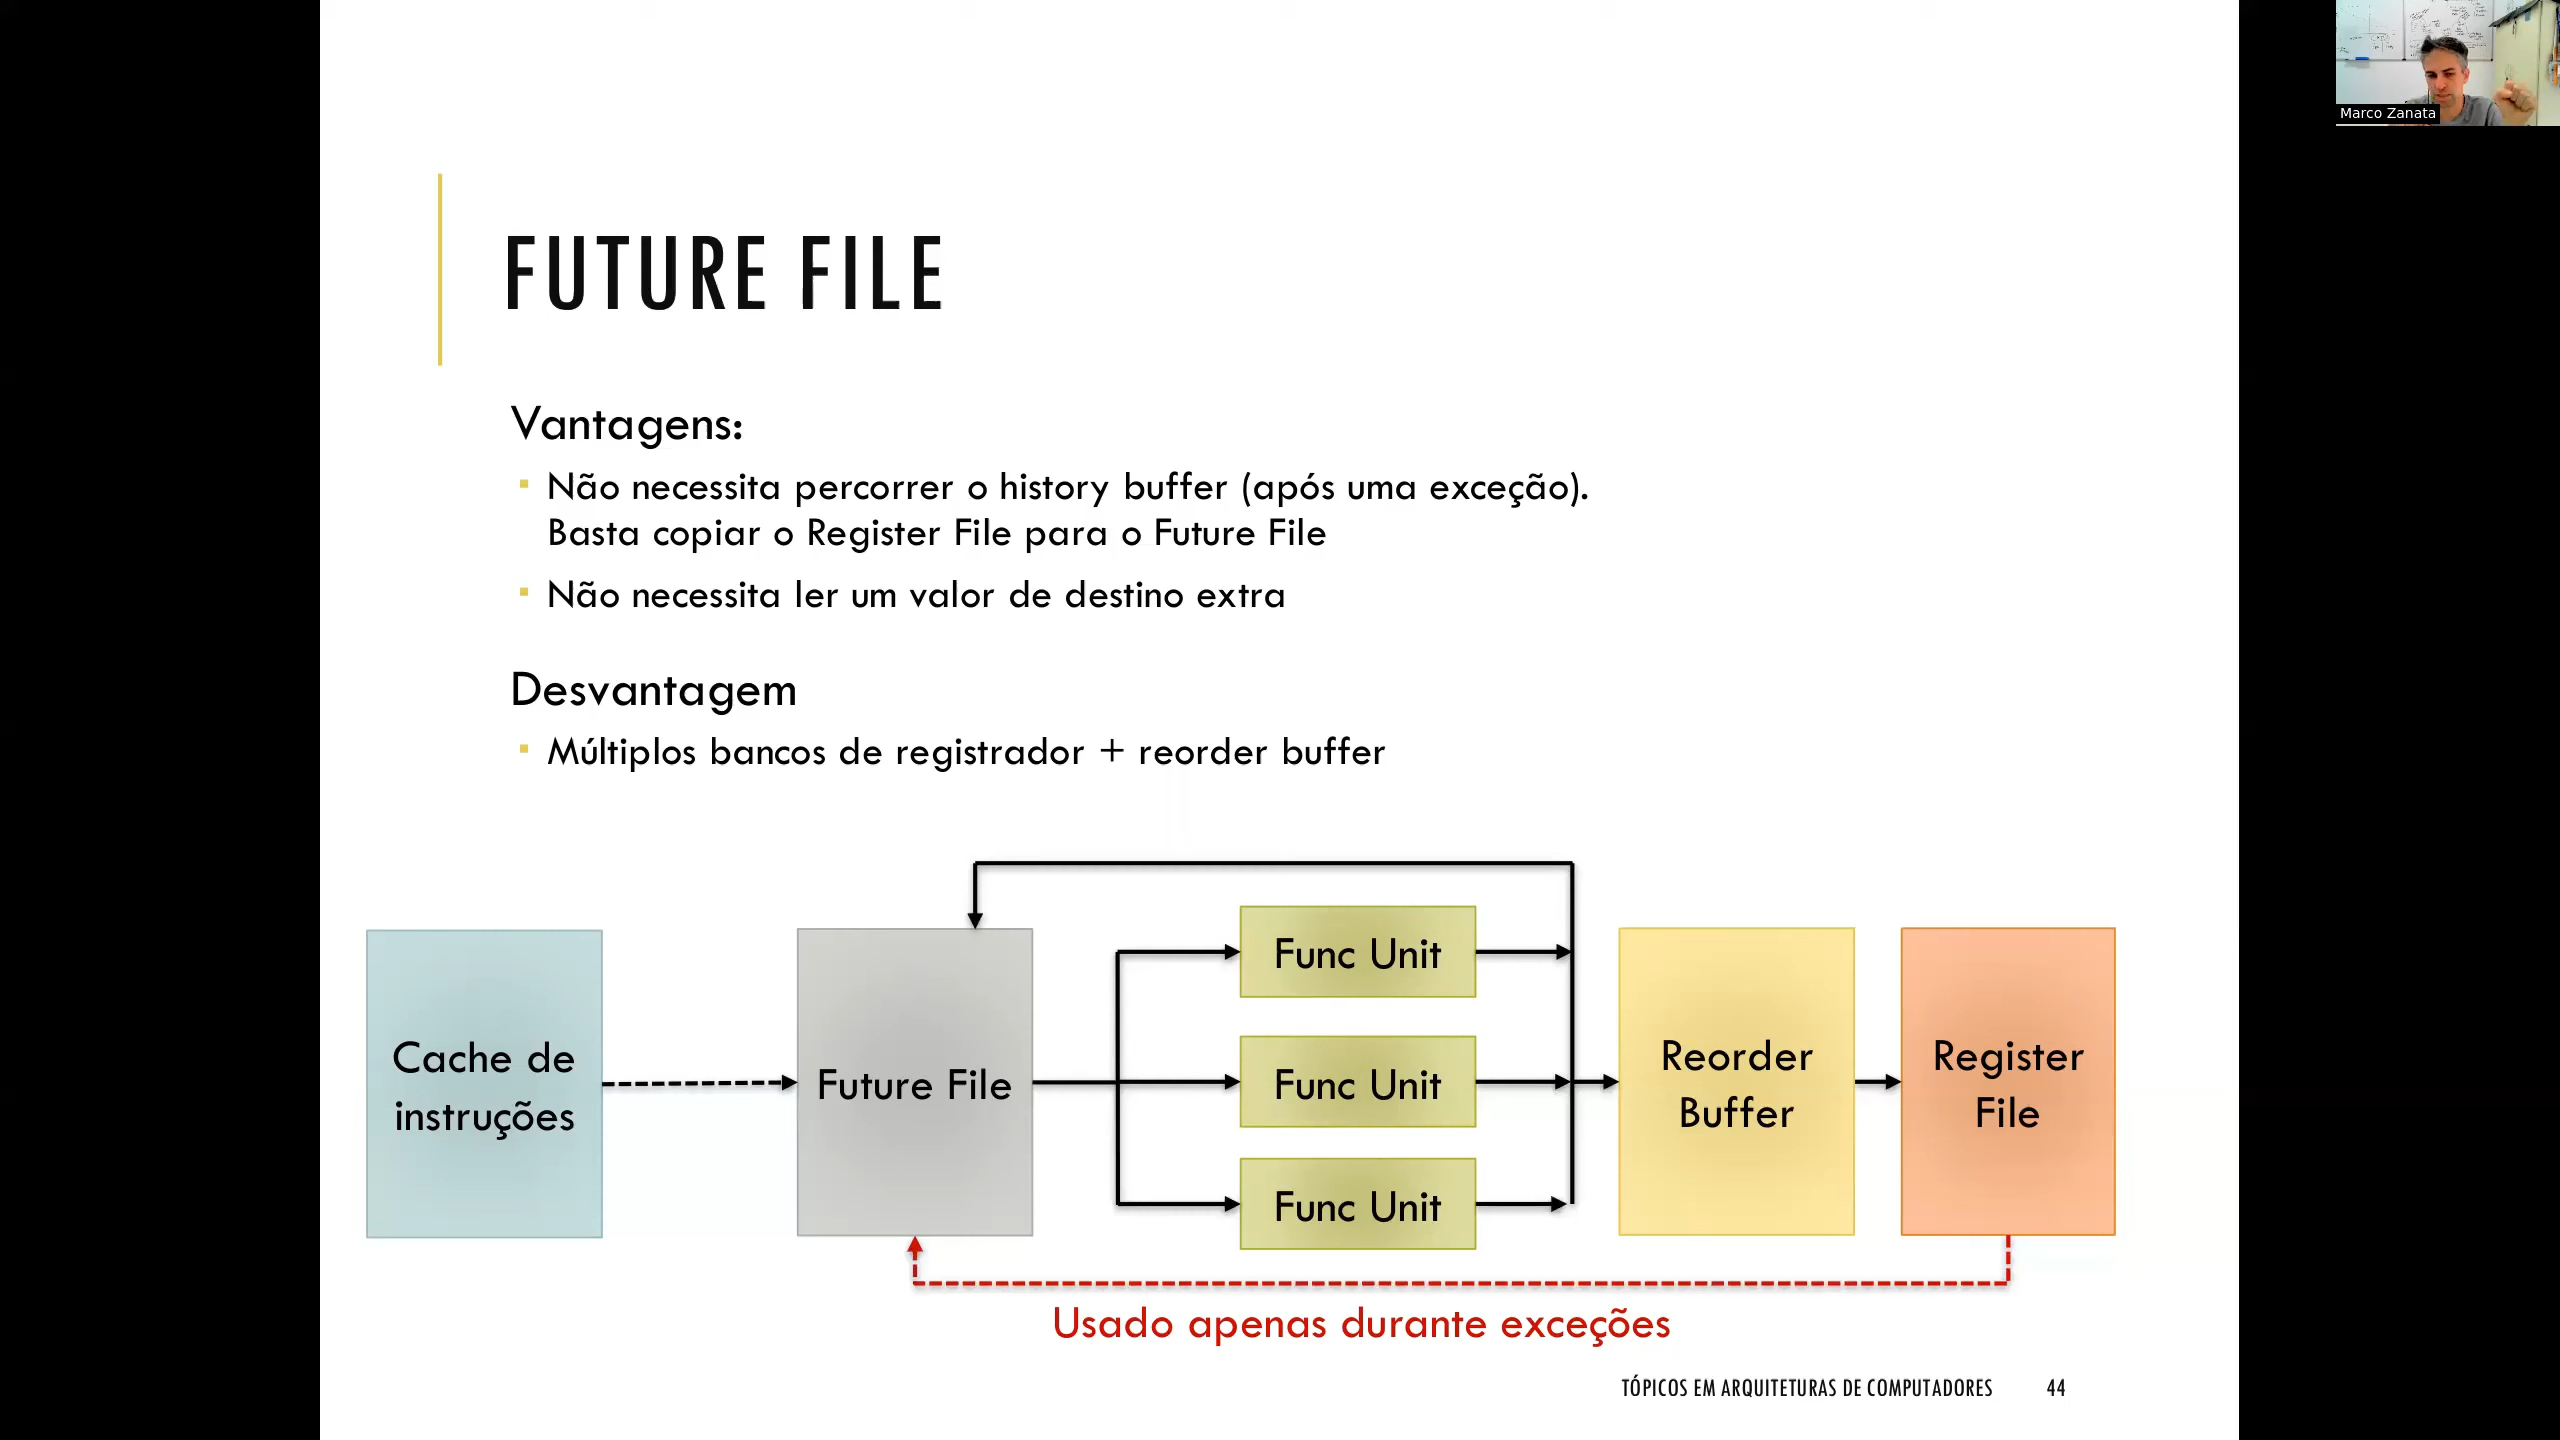 Marco Zanata
FUTURE FILE
Vantagens:
Não necessita percorrer o history buffer (após uma exceção).
Basta copiar o Register File para o Future File
Não necessita ler um valor de destino extra
Desvantagem
Múltiplos bancos de registrador + reorder buffer
Cache de
instruções
Future File
Func Unit
Func Unit
Func Unit
Reorder
Buffer
Register
File
Usado apenas durante exceções
TÓPICOS EM ARQUITETURAS DE COMPUTADORES 44